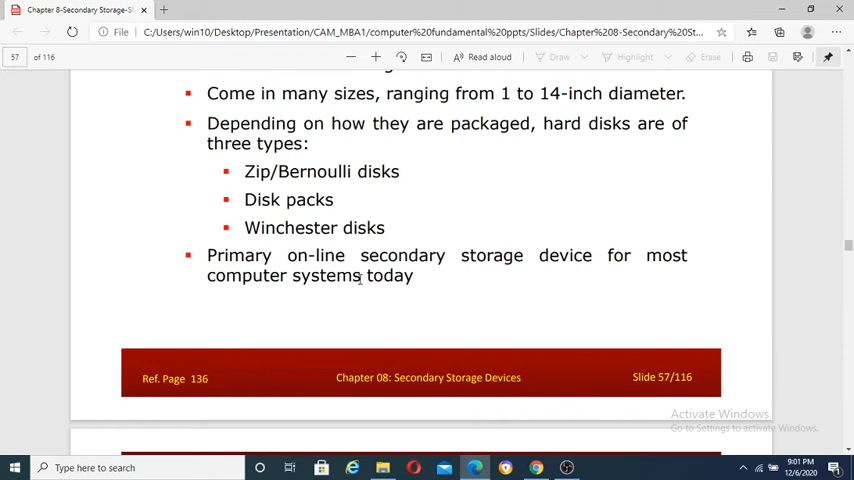 Chapter 8-Secondary Storage-S
File
C:/Users/win10/Desktop/Presentation/CAM_MBA1/computer%20fundamental%20ppts/Slides/Chapter%208-Secondary%20St...
57 of 116
Read aloud
Draw
Highlight
Erase
Come in many sizes, ranging from 1 to 14-inch diameter.
Depending on how they are packaged, hard disks are of
three types:
Zip/Bernoulli disks
Disk packs
Winchester disks
Primary on-line secondary storage device for most
computer systems today
Ref. Page 136
Chapter 08: Secondary Storage Devices
Slide 57/116
Activate Windows
Go to Settings to activate Windows.
Type here to search
9:01 PM
12/6/2020